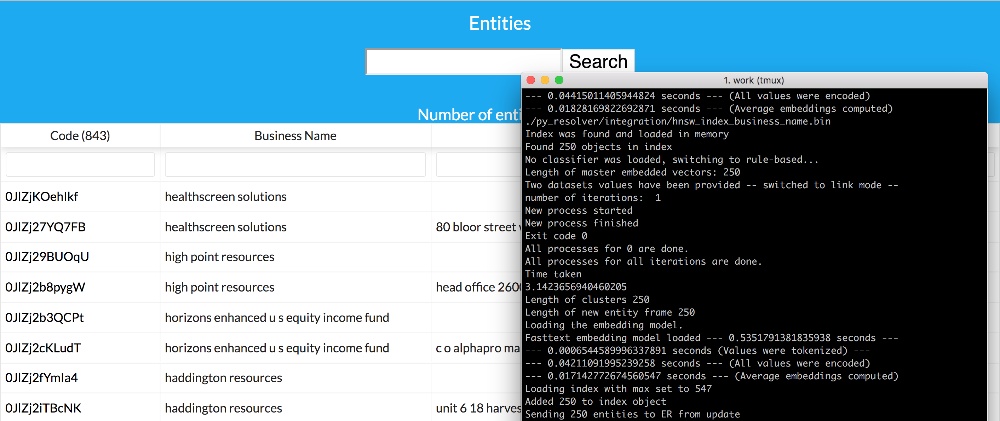 Entities
Search
Number of enti
Code (843)
Business Name
0JlZjKOehIkf
healthscreen solutions
0JlZj27YQ7FB
healthscreen solutions
80 bloor street
0JlZj29BUOqU
high point resources
0JlZj2b8pygW
high point resources
head office 260
0JlZj2b3QCPt
horizons enhanced u s equity income fund
0JlZj2cKLudT
horizons enhanced u s equity income fund
c o alphapro ma
0JlZj2fYmIa4
haddington resources
0JlZj2iTBcNK
haddington resources
unit 6 18 harves
1. work (tmux)
--- 0.04415011405944824 seconds --- (All values were encoded)
--- 0.01828169822692871 seconds --- (Average embeddings computed)
./py_resolver/integration/hnsw_index_business_name.bin
Index was found and loaded in memory
Found 250 objects in index
No classifier was loaded, switching to rule-based...
Length of master embedded vectors: 250
Two datasets values have been provided -- switched to link mode --
number of iterations:  1
New process started
New process finished
Exit code 0
All processes for 0 are done.
All processes for all iterations are done.
Time taken
3.1423656940460205
Length of clusters 250
Length of new entity frame 250
Loading the embedding model.
Fasttext embedding model loaded --- 0.5351791381835938 seconds ---
--- 0.0006544589996337891 seconds (Values were tokenized) ---
--- 0.04211091995239258 seconds --- (All values were encoded)
--- 0.017142772674560547 seconds --- (Average embeddings computed)
Loading index with max set to 547
Added 250 to index object
Sending 250 entities to ER from update